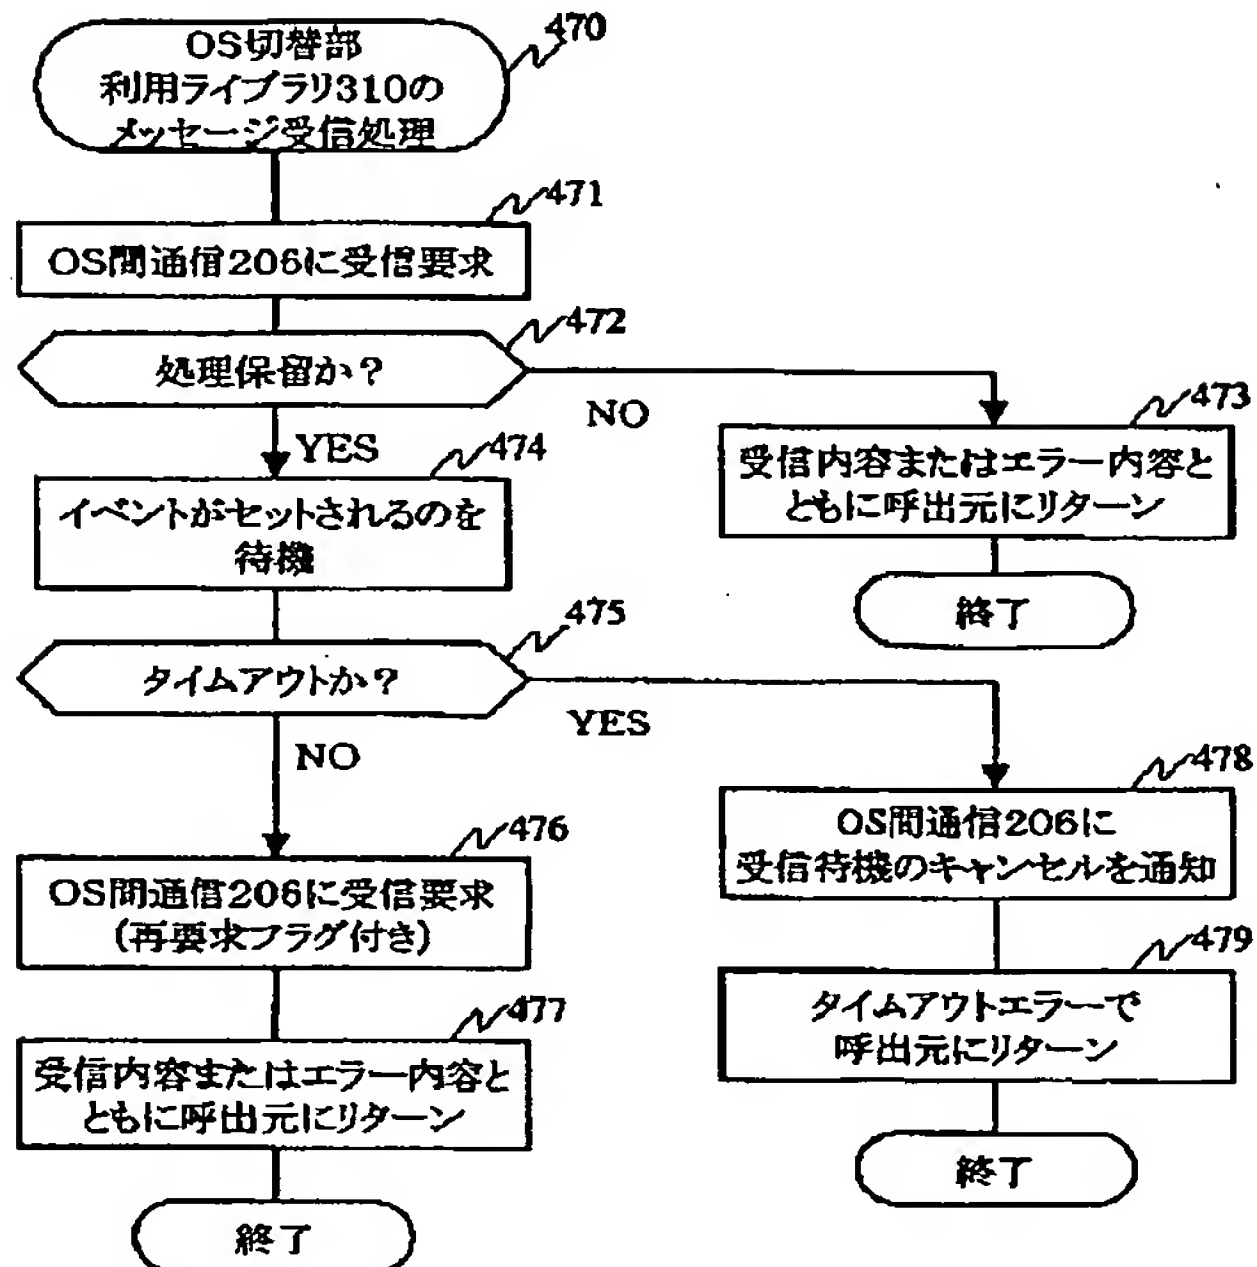 OS切替部
利用ライブラリ310の
メッセージ受信処理
470
471
OS間通信206に受信要求
472
処理保留か？
NO
YES
473
受信内容またはエラー内容と
ともに呼出元にリターン
終了
474
イベントがセットされるのを
待機
475
タイムアウトか？
YES
NO
476
OS間通信206に受信要求
(再要求フラグ付き)
477
受信内容またはエラー内容と
ともに呼出元にリターン
終了
478
OS間通信206に
受信待機のキャンセルを通知
479
タイムアウトエラーで
呼出元にリターン
終了